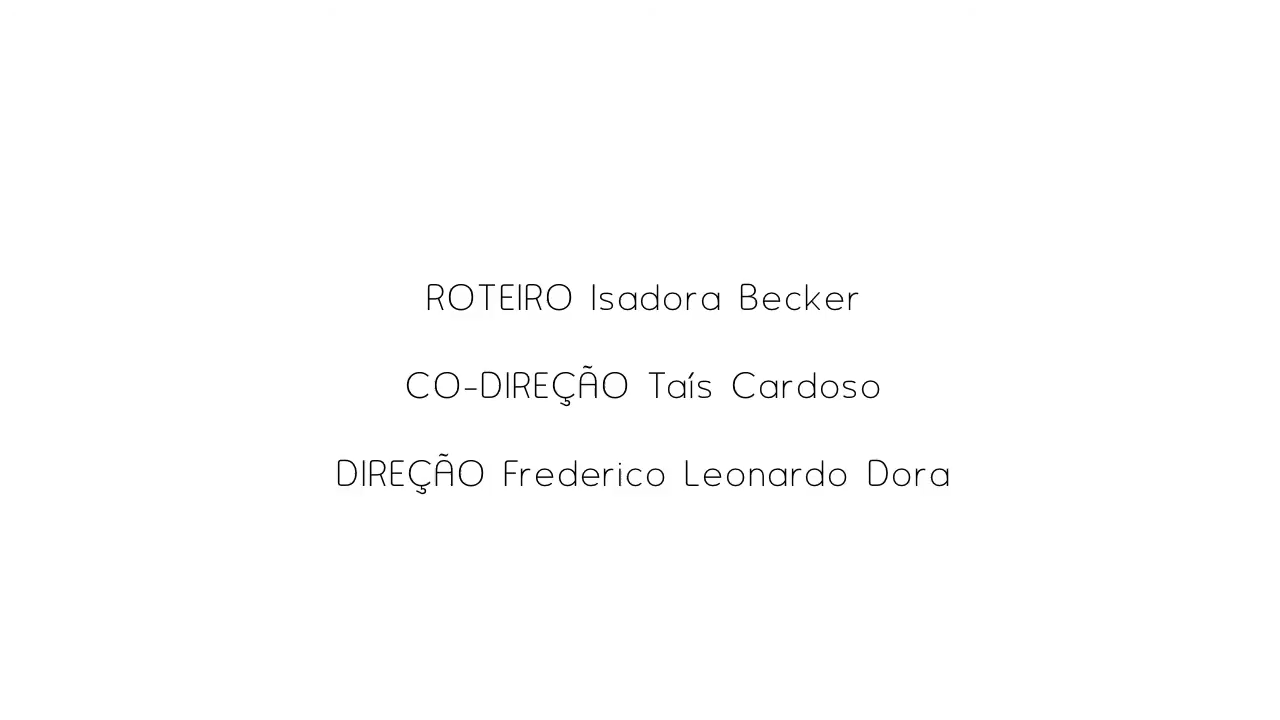 ROTEIRO Isadora Becker
CO-DIREÇÃO Taís Cardoso
DIREÇÃO Frederico Leonardo Dora